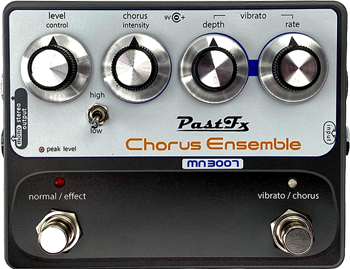 level
control
chorus
intensity
9V
depth
vibrato
rate
high
low
mono stereo
output
input
peak level
PastFx
Chorus Ensemble
MN3007
normal / effect
vibrato / chorus